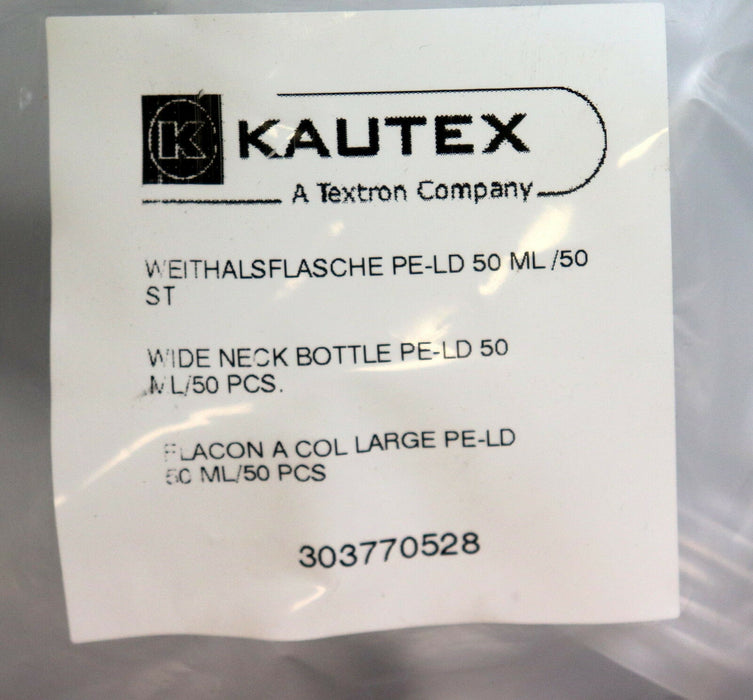 K KAUTEX
A Textron Company
WEITHALSFLASCHE PE-LD 50 ML /50
ST
WIDE NECK BOTTLE PE-LD 50
ML/50 PCS.
FLACON A COL LARGE PE-LD
50 ML/50 PCS
303770528